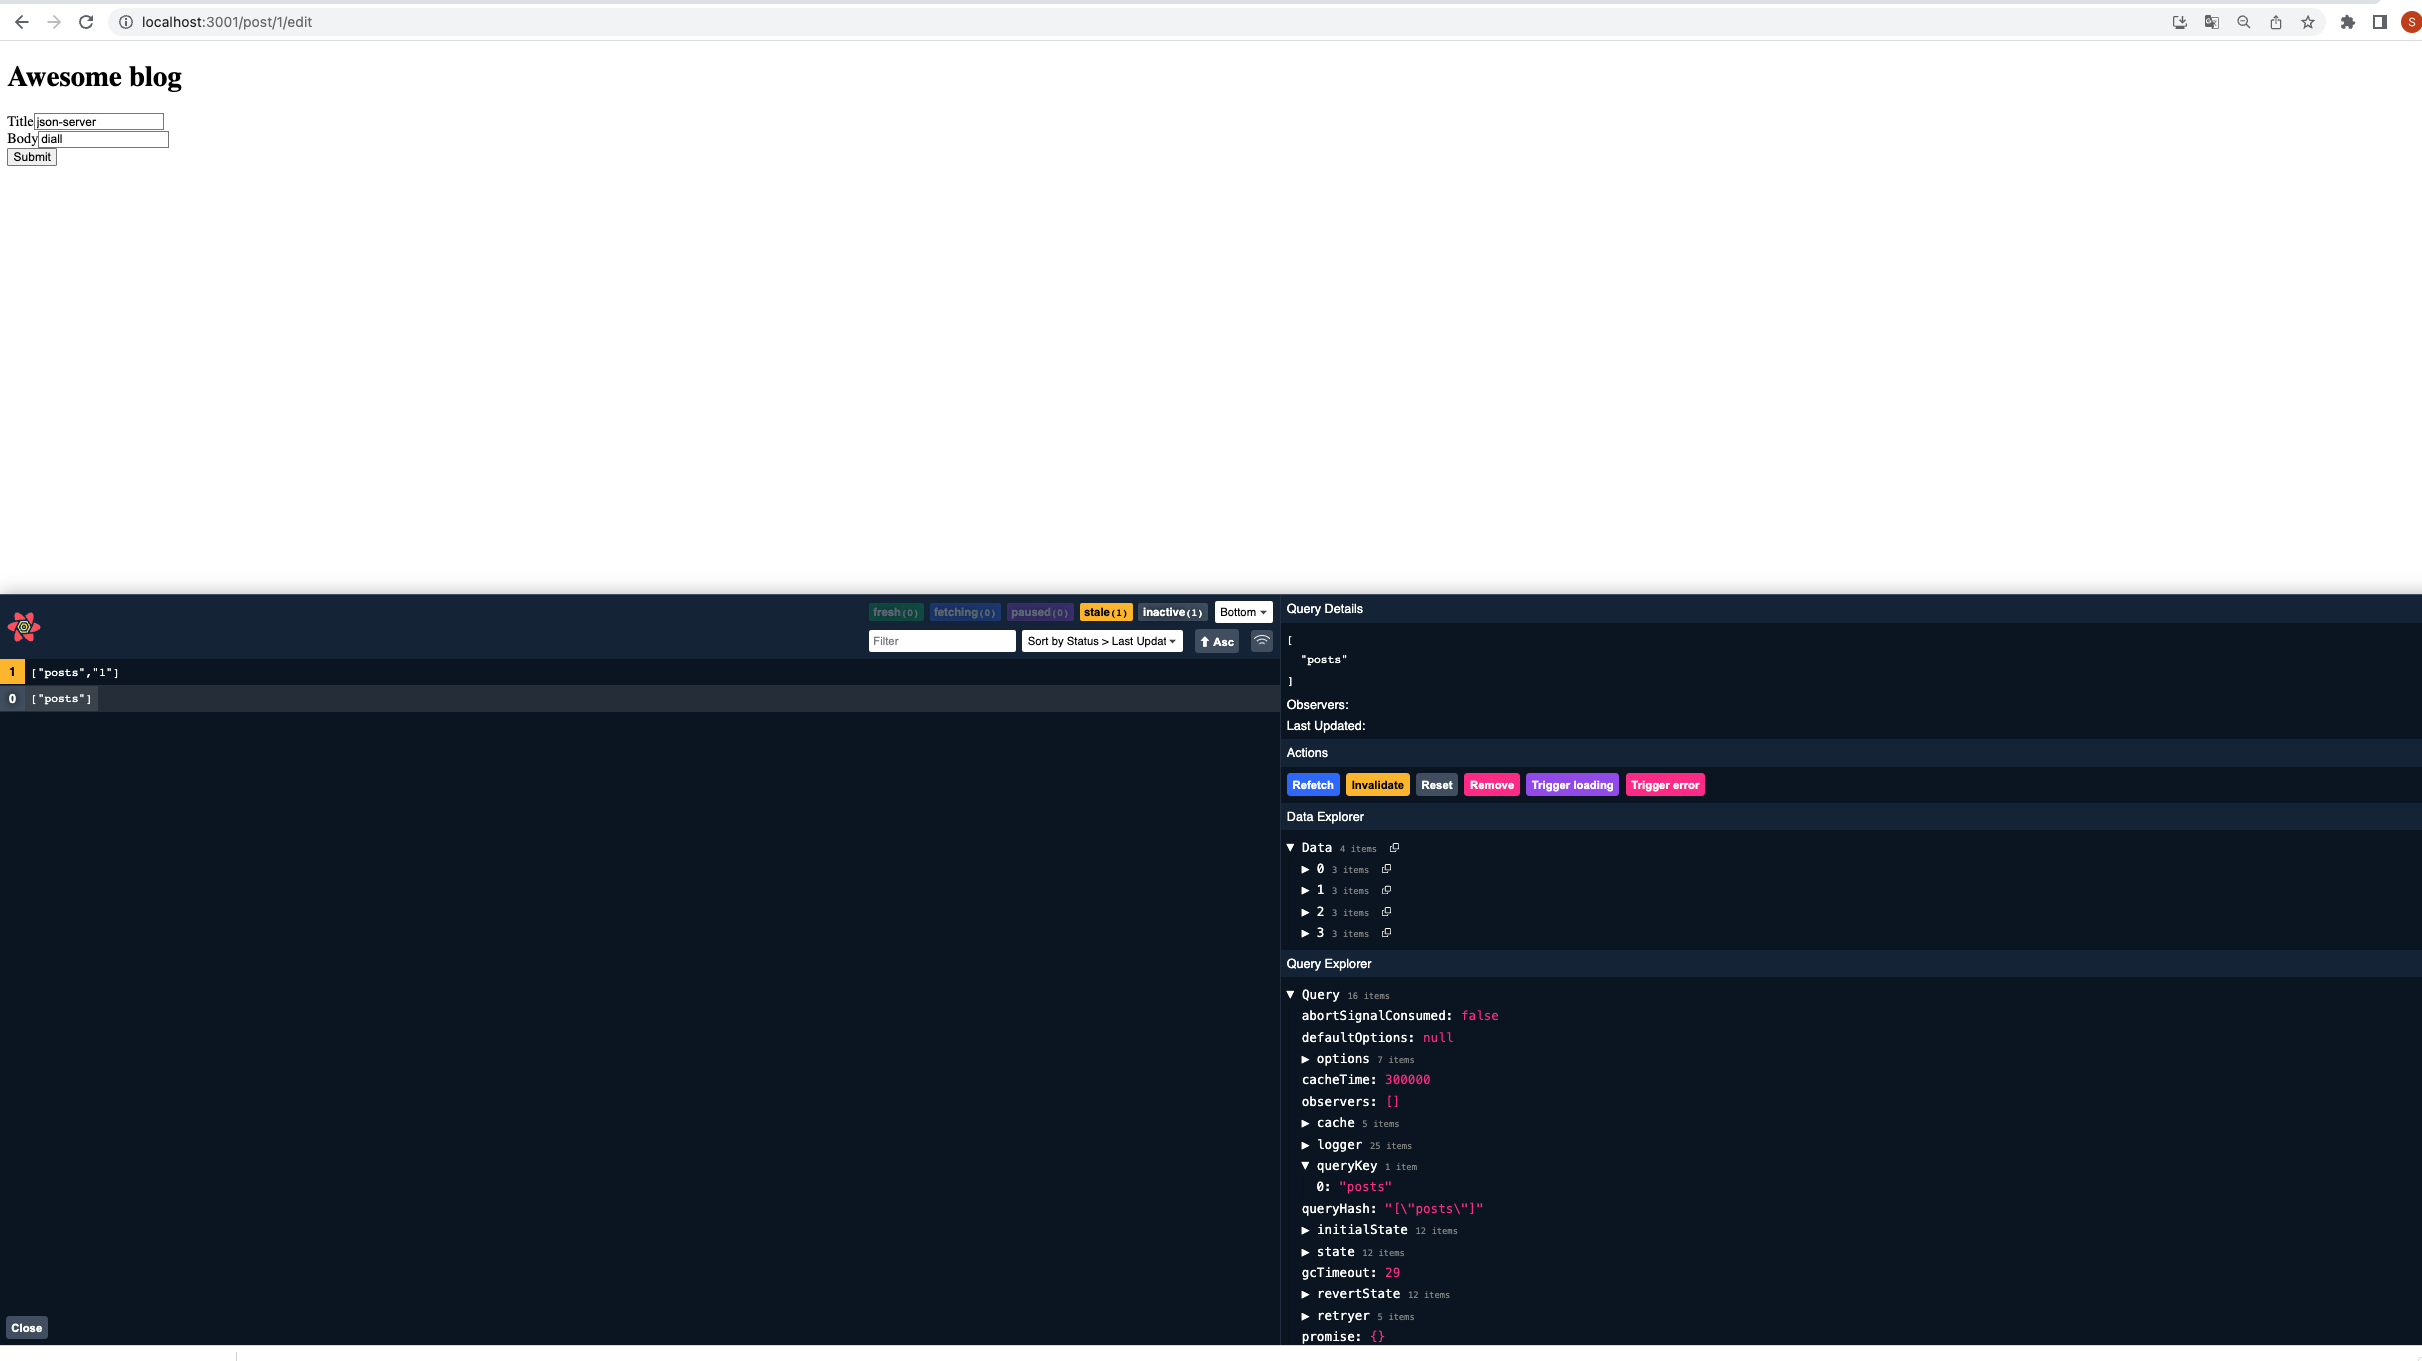 localhost:3001/post/1/edit
S
Awesome blog
Title json-server
Body diall
Submit
fresh (0) fetching (0) paused (0) stale (1) inactive (1) Bottom
Filter Sort by Status > Last Updat Asc
1 ["posts","1"]
0 ["posts"]
Close
Query Details
[
"posts"
]
Observers:
Last Updated:
Actions
Refetch Invalidate Reset Remove Trigger loading Trigger error
Data Explorer
▼ Data 4 items
▶ 0 3 items
▶ 1 3 items
▶ 2 3 items
▶ 3 3 items
Query Explorer
▼ Query 16 items
abortSignalConsumed: false
defaultOptions: null
▶ options 7 items
cacheTime: 300000
observers: []
▶ cache 5 items
▶ logger 25 items
▼ queryKey 1 item
0: "posts"
queryHash: "[\"posts\"]"
▶ initialState 12 items
▶ state 12 items
gcTimeout: 29
▶ revertState 12 items
▶ retryer 5 items
promise: {}